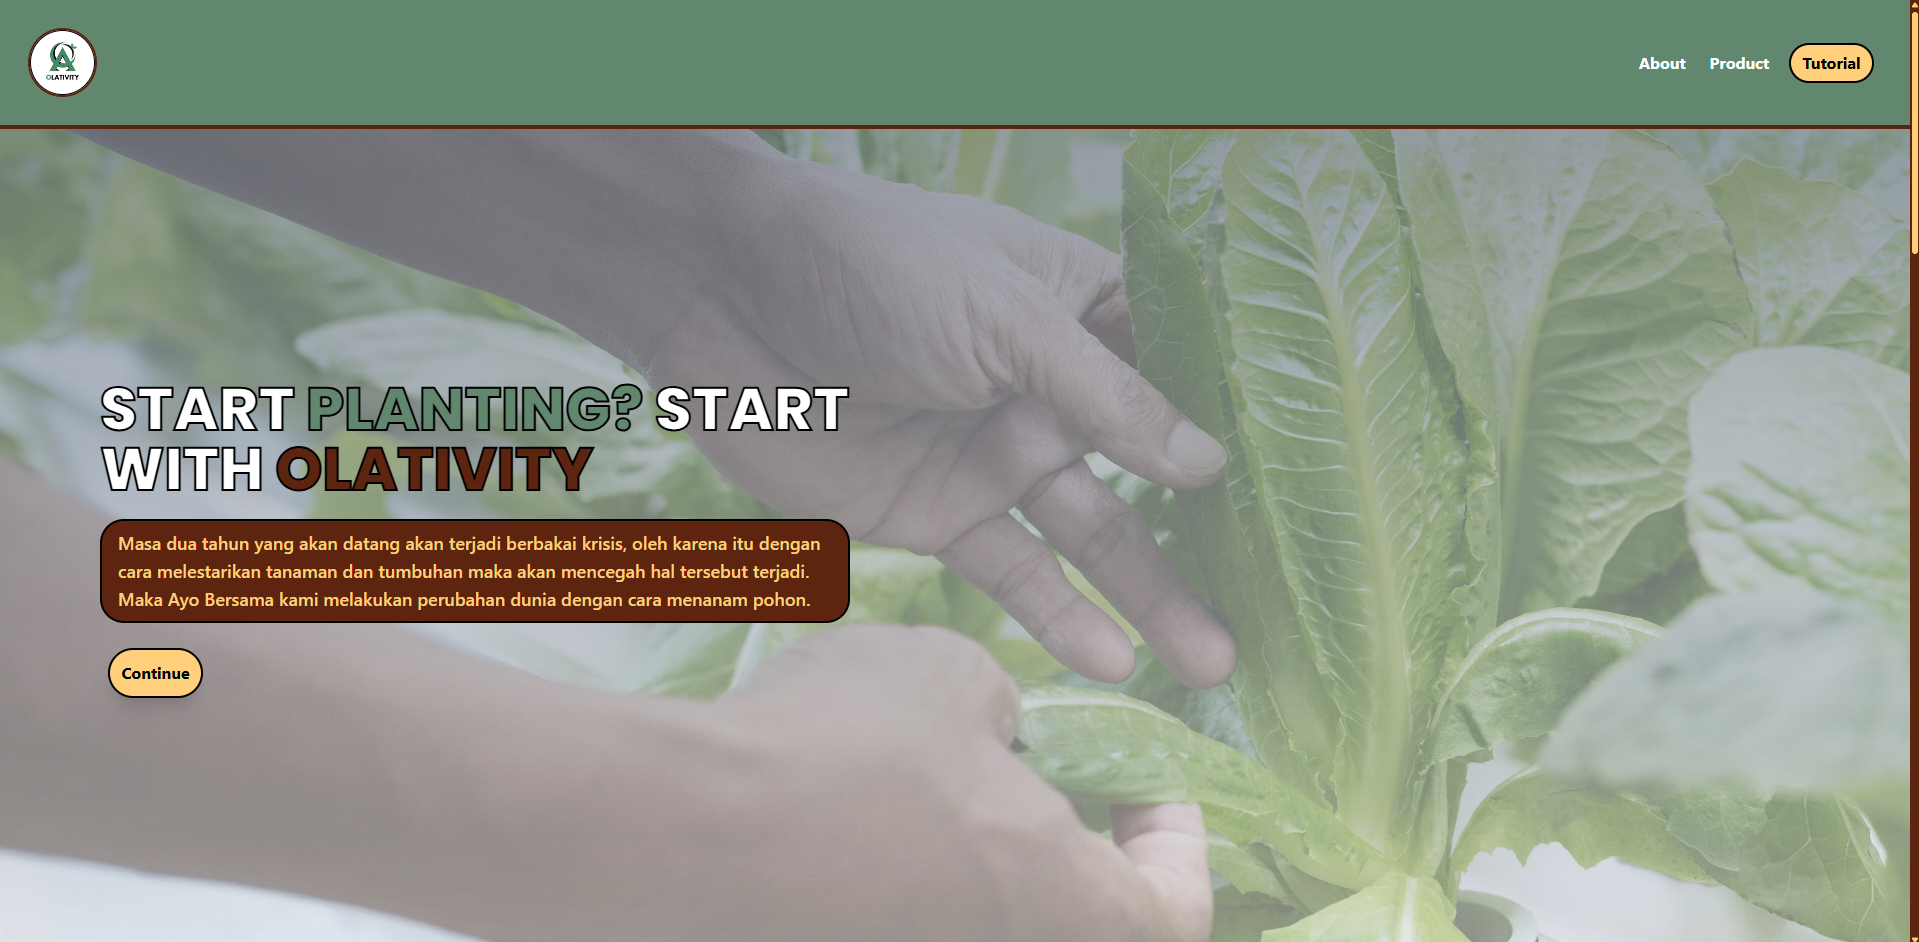 OLATIVITY
About Product Tutorial
START PLANTING? START
WITH OLATIVITY
Masa dua tahun yang akan datang akan terjadi berbakai krisis, oleh karena itu dengan
cara melestarikan tanaman dan tumbuhan maka akan mencegah hal tersebut terjadi.
Maka Ayo Bersama kami melakukan perubahan dunia dengan cara menanam pohon.
Continue